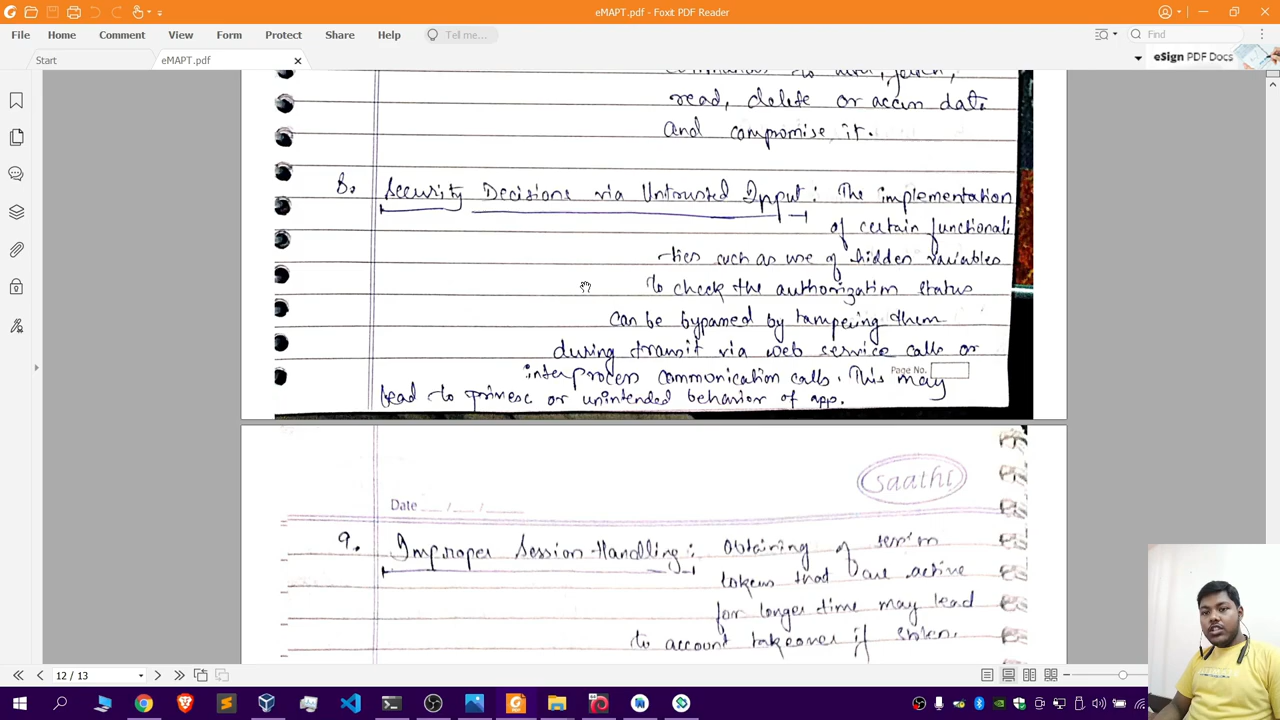 eMAPT.pdf - Foxit PDF Reader
File Home Comment View Form Protect Share Help Tell me... Find
Start eMAPT.pdf eSign PDF Docs
read, delete or access data
and compromise it.
8. Security Decisions via Untrusted Input: The implementation
of certain functionali
-ties such as use of hidden variables
to check the authorization status
can be bypassed by tampering them
during transit via web service calls or
interprocess communication calls. This may
Page No.
lead to or unintended behavior of app.
saathi
Date __/__/____
9. Improper Session Handling: Obtaining of session
tokens that are active
for longer time may lead
to account takeover if stolen.
12 / 13
ENG